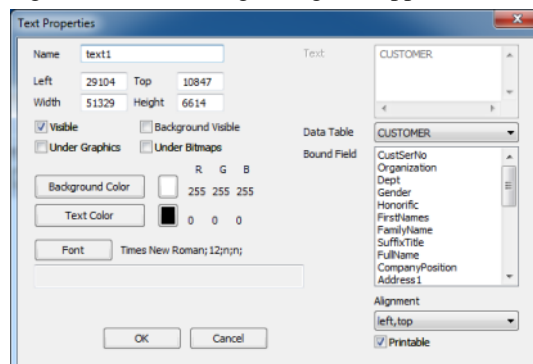 Text Properties
Name text1
Left 29104 Top 10847
Width 51329 Height 6614
Visible Background Visible
Under Graphics Under Bitmaps
R G B
Background Color 255 255 255
Text Color 0 0 0
Font Times New Roman;12;n;n;
OK Cancel
Text CUSTOMER
Data Table CUSTOMER
Bound Field CustSerNo
Organization
Dept
Gender
Honorific
FirstNames
FamilyName
SuffixTitle
FullName
CompanyPosition
Address1
Alignment
left,top
Printable